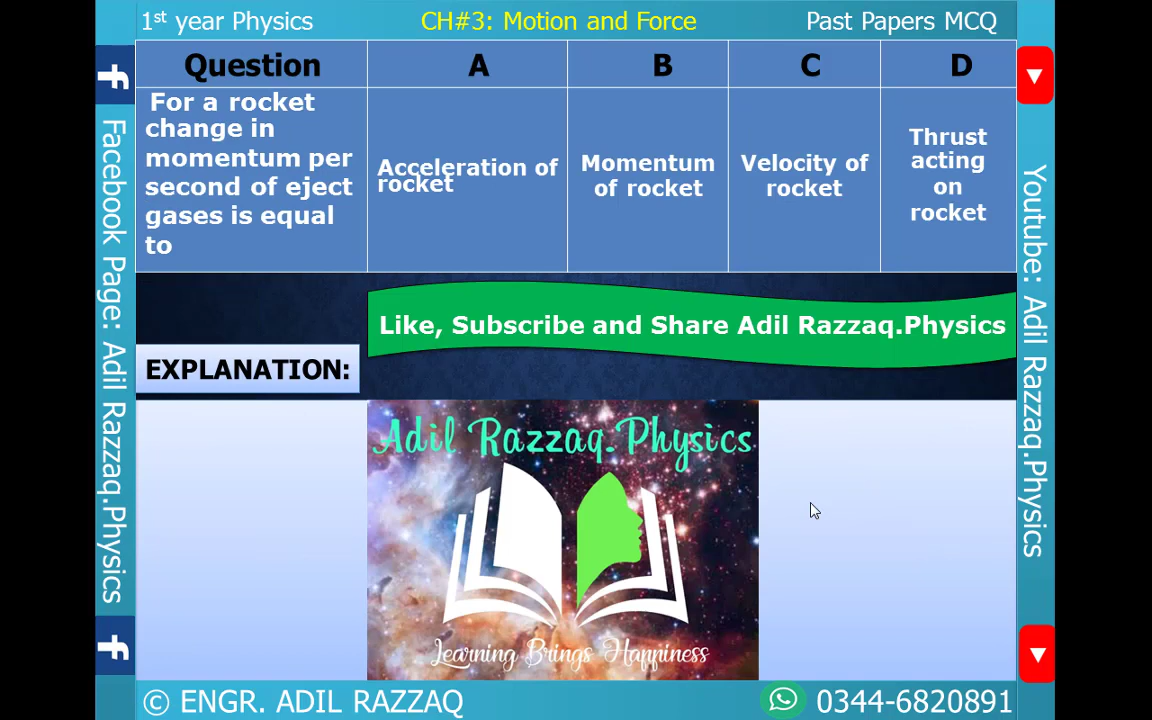 1st year Physics
CH#3: Motion and Force
Past Papers MCQ
Question
A
B
C
D
For a rocket
change in
momentum per
second of eject
gases is equal
to
Acceleration of
rocket
Momentum
of rocket
Velocity of
rocket
Thrust
acting
on
rocket
Like, Subscribe and Share Adil Razzaq.Physics
EXPLANATION:
Adil Razzaq.Physics
Learning Brings Happiness
f
Facebook Page: Adil Razzaq.Physics
f
Youtube: Adil Razzaq.Physics
© ENGR. ADIL RAZZAQ
0344-6820891